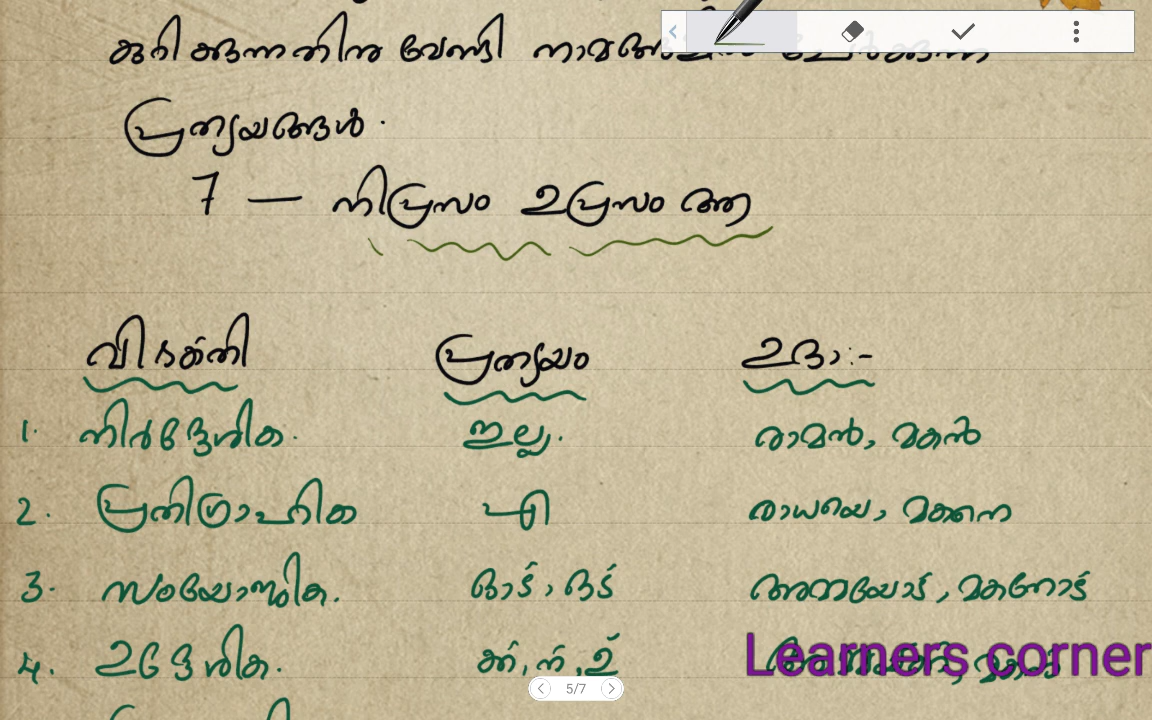 കുറിക്കുന്നതിനു വേണ്ടി
പ്രത്യയങ്ങൾ.
7 — നിപ്രസം ഉപ്രസം ആ
വിഭക്തി പ്രത്യയം ഉദാ:-
1. നിർദ്ദേശിക. ഇല്ല. രാമൻ, മകൻ
2. പ്രതിഗ്രാഹിക എ രാധയെ, മകനെ
3. സംയോജിക. ഓട്, ഒട് അമ്മയോട്, മകനോട്
4. ഉദ്ദേശിക. ക്ക്, ന്, ഉ്
Learners corner
5/7